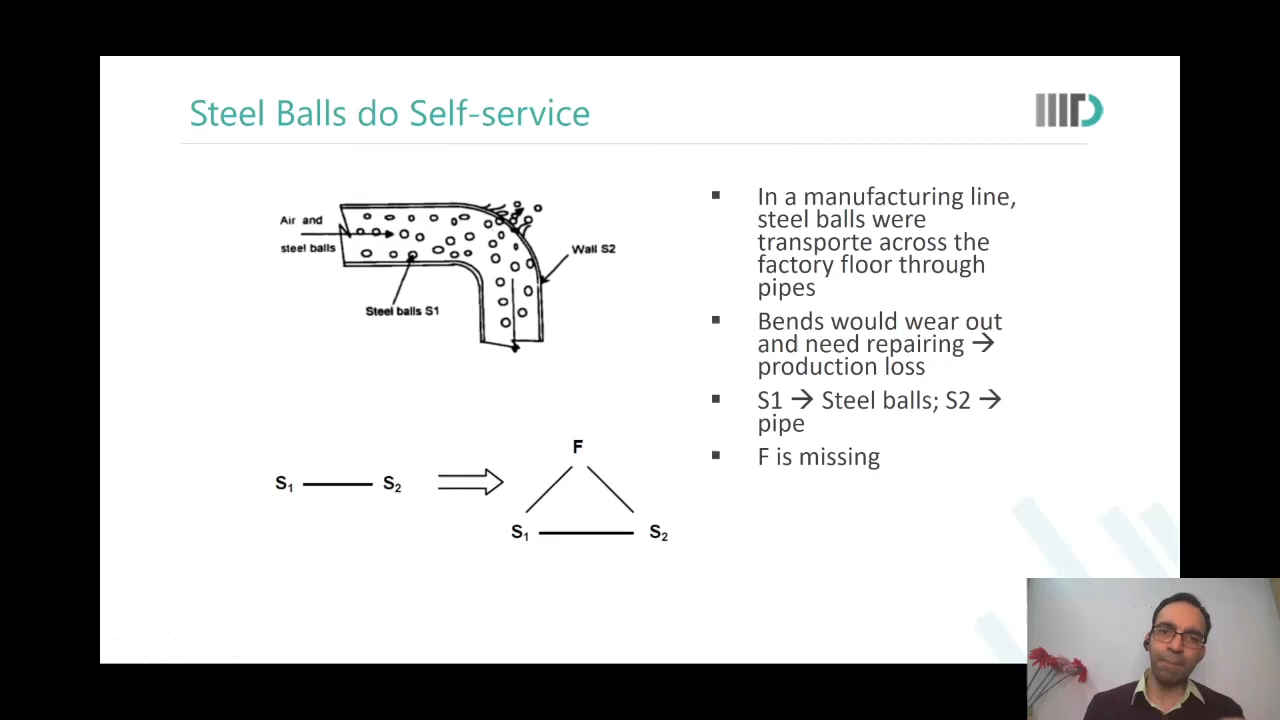 Steel Balls do Self-service
IIITD
Air and
steel balls
Steel balls S1
Wall S2
In a manufacturing line,
steel balls were
transporte across the
factory floor through
pipes
Bends would wear out
and need repairing →
production loss
S1 → Steel balls; S2 →
pipe
F is missing
F
S1 S2
S1 S2